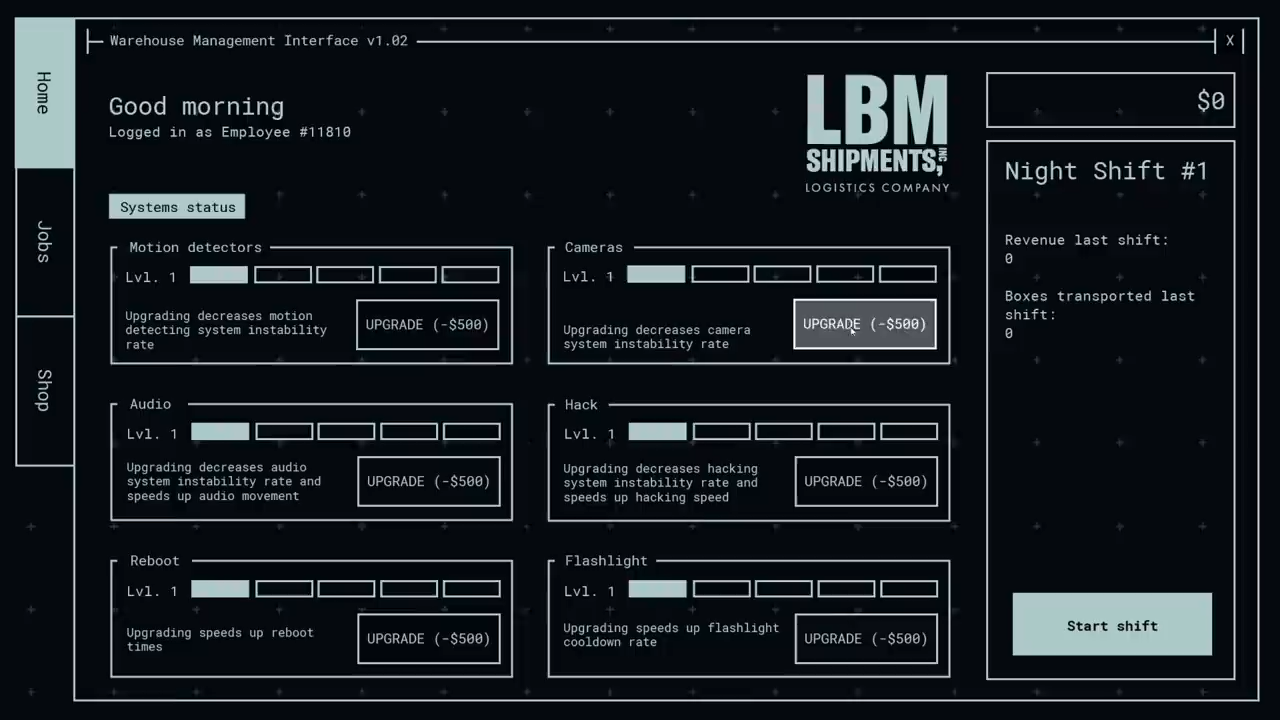 Warehouse Management Interface v1.02
X
Home
Jobs
Shop
Good morning
Logged in as Employee #11810
LBM
SHIPMENTS, INC
LOGISTICS COMPANY
$0
Systems status
Motion detectors
Lvl. 1
Upgrading decreases motion
detecting system instability
rate
UPGRADE (-$500)
Cameras
Lvl. 1
Upgrading decreases camera
system instability rate
UPGRADE (-$500)
Audio
Lvl. 1
Upgrading decreases audio
system instability rate and
speeds up audio movement
UPGRADE (-$500)
Hack
Lvl. 1
Upgrading decreases hacking
system instability rate and
speeds up hacking speed
UPGRADE (-$500)
Reboot
Lvl. 1
Upgrading speeds up reboot
times
UPGRADE (-$500)
Flashlight
Lvl. 1
Upgrading speeds up flashlight
cooldown rate
UPGRADE (-$500)
Night Shift #1
Revenue last shift:
0
Boxes transported last
shift:
0
Start shift